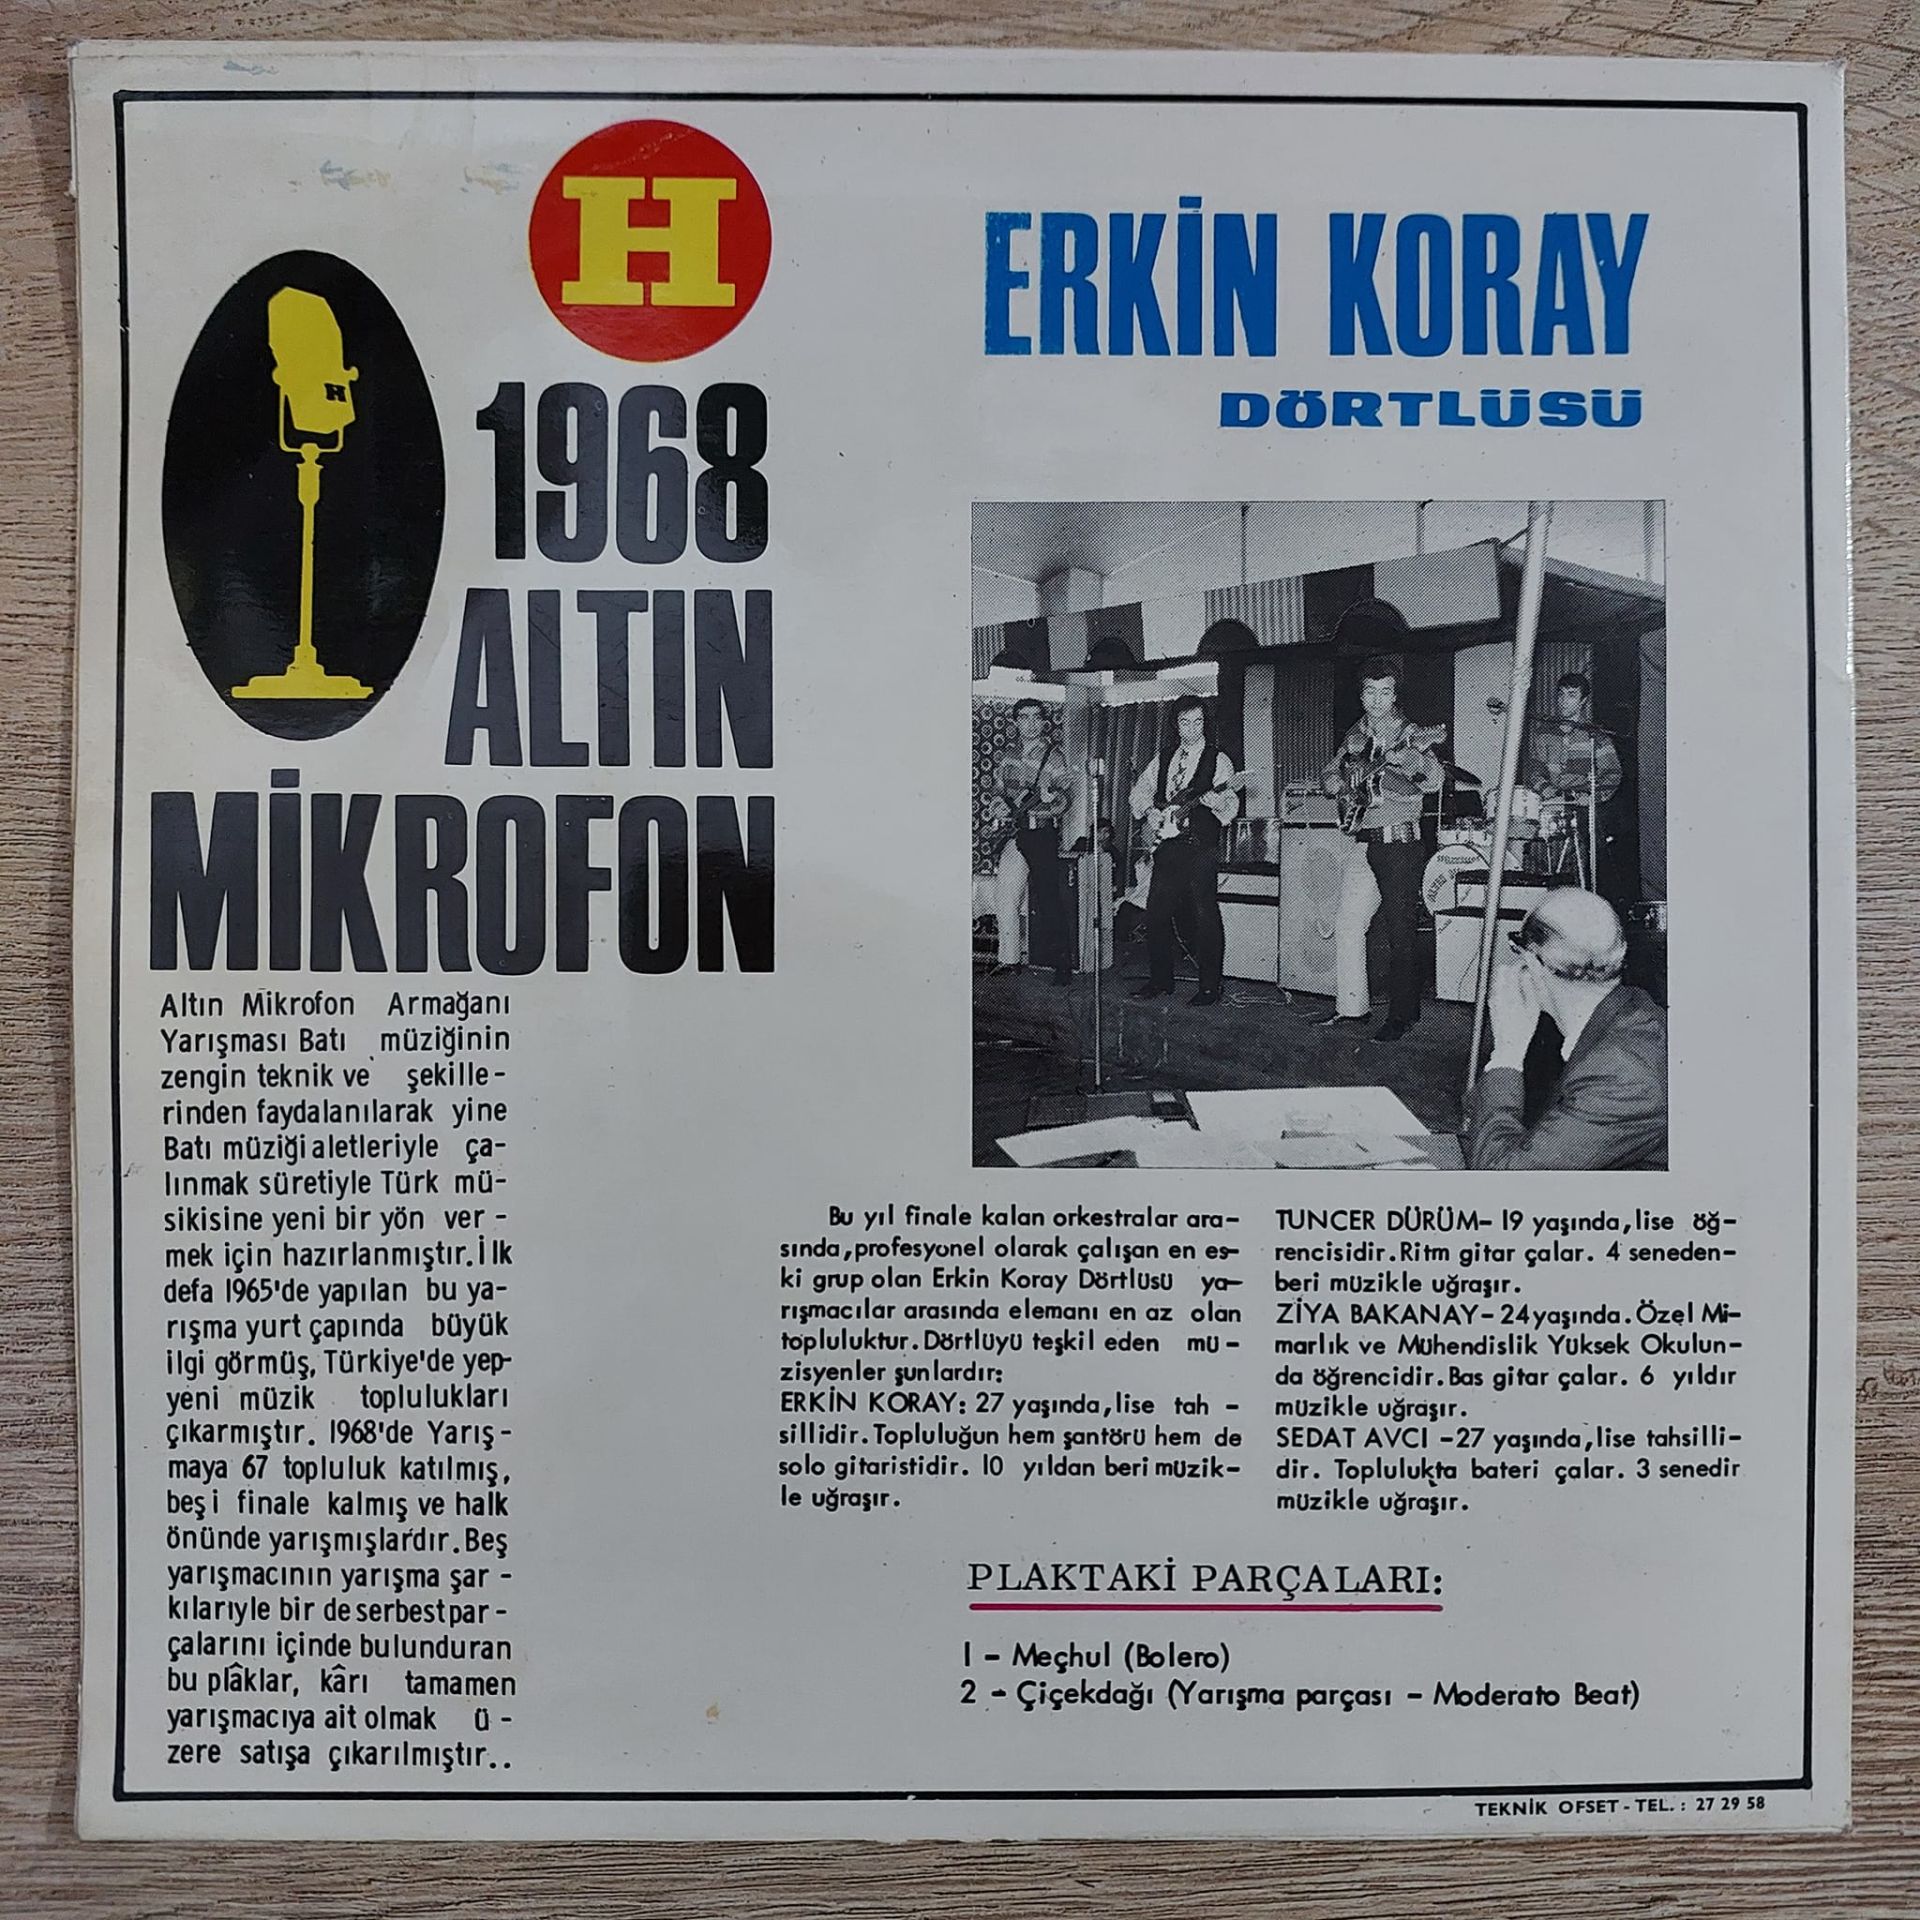 H
1968
ALTIN
MİKROFON
Altın Mikrofon Armağanı
Yarışması Batı müziğinin
zengin teknik ve şekille-
rinden faydalanılarak yine
Batı müziği aletleriyle ça-
lınmak süretiyle Türk mü-
sikisine yeni bir yön ver -
mek için hazırlanmıştır. İlk
defa 1965'de yapılan bu ya-
rışma yurt çapında büyük
ilgi görmüş, Türkiye'de yep-
yeni müzik toplulukları
çıkarmıştır. 1968'de Yarış-
maya 67 topluluk katılmış,
beşi finale kalmış ve halk
önünde yarışmışlardır. Beş
yarışmacının yarışma şar -
kılarıyle bir de serbest par -
çalarını içinde bulunduran
bu plâklar, kârı tamamen
yarışmacıya ait olmak ü -
zere satışa çıkarılmıştır..
ERKİN KORAY
DÖRTLÜSÜ
Bu yıl finale kalan orkestralar ara-
sında, profesyonel olarak çalışan en es-
ki grup olan Erkin Koray Dörtlüsü ya-
rışmacılar arasında elemanı en az olan
topluluktur. Dörtlüyü teşkil eden mü -
zisyenler şunlardır:
ERKİN KORAY: 27 yaşında, lise tah -
sillidir. Topluluğun hem şantörü hem de
solo gitaristidir. 10 yıldan beri müzik-
le uğraşır.
TUNCER DÜRÜM- 19 yaşında, lise öğ-
rencisidir. Ritm gitar çalar. 4 seneden-
beri müzikle uğraşır.
ZİYA BAKANAY- 24 yaşında. Özel Mi-
marlık ve Mühendislik Yüksek Okulun-
da öğrencidir. Bas gitar çalar. 6 yıldır
müzikle uğraşır.
SEDAT AVCI -27 yaşında, lise tahsilli-
dir. Toplulukta bateri çalar. 3 senedir
müzikle uğraşır.
PLAKTAKİ PARÇALARI:
1 - Meçhul (Bolero)
2 - Çiçekdağı (Yarışma parçası - Moderato Beat)
TEKNİK OFSET - TEL. : 27 29 58